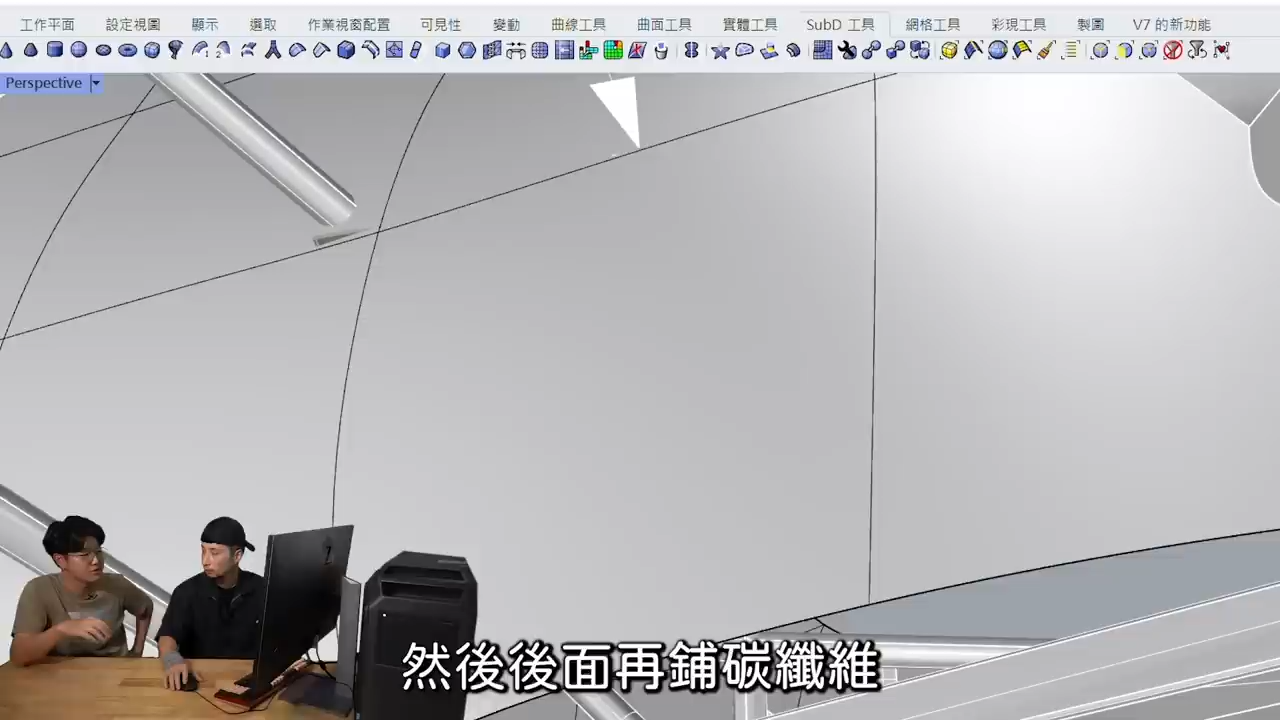 工作平面 設定視圖 顯示 選取 作業視窗配置 可見性 變動 曲線工具 曲面工具 實體工具 SubD 工具 網格工具 彩現工具 製圖 V7 的新功能
Perspective
然後後面再鋪碳纖維